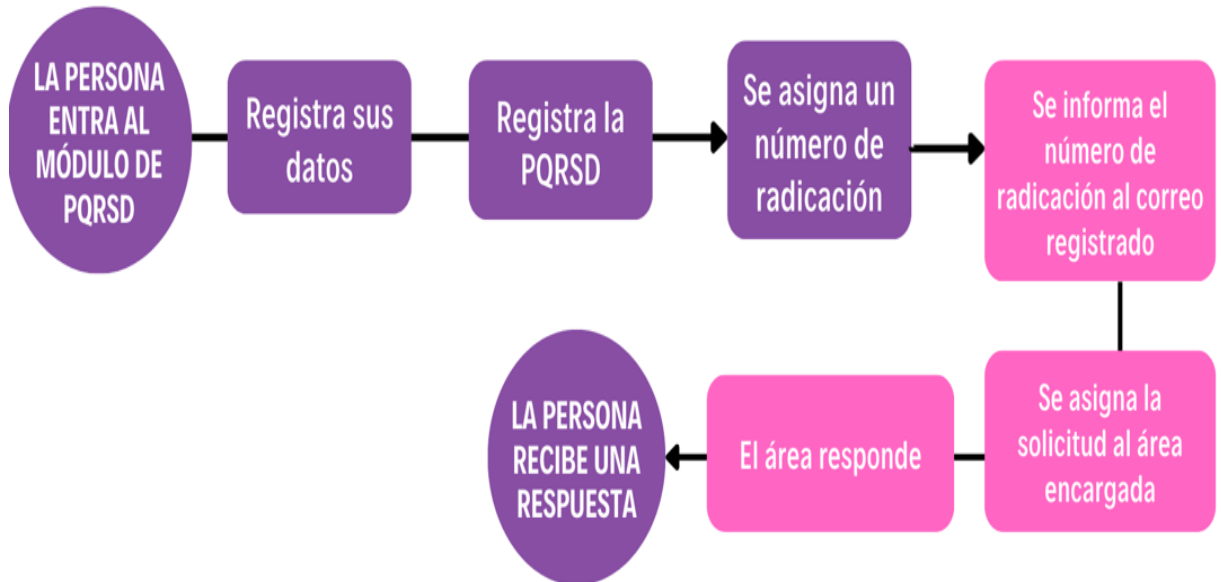 LA PERSONA
ENTRA AL
MÓDULO DE
PQRSD
Registra sus
datos
Registra la
PQRSD
Se asigna un
número de
radicación
Se informa el
número de
radicación al correo
registrado
Se asigna la
solicitud al área
encargada
El área responde
LA PERSONA
RECIBE UNA
RESPUESTA